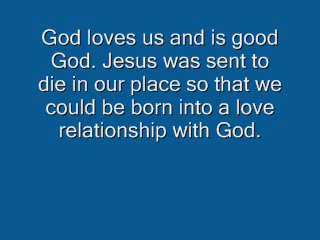 God loves us and is good
God. Jesus was sent to
die in our place so that we
could be born into a love
relationship with God.